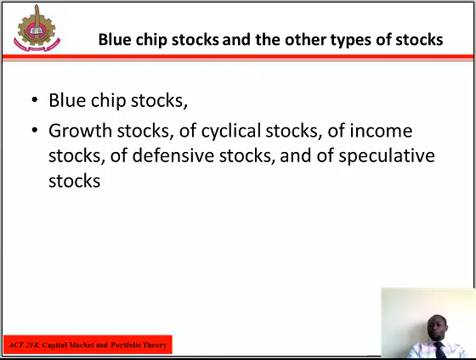 Blue chip stocks and the other types of stocks
• Blue chip stocks,
• Growth stocks, of cyclical stocks, of income
stocks, of defensive stocks, and of speculative
stocks
ACT 218: Capital Market and Portfolio Theory